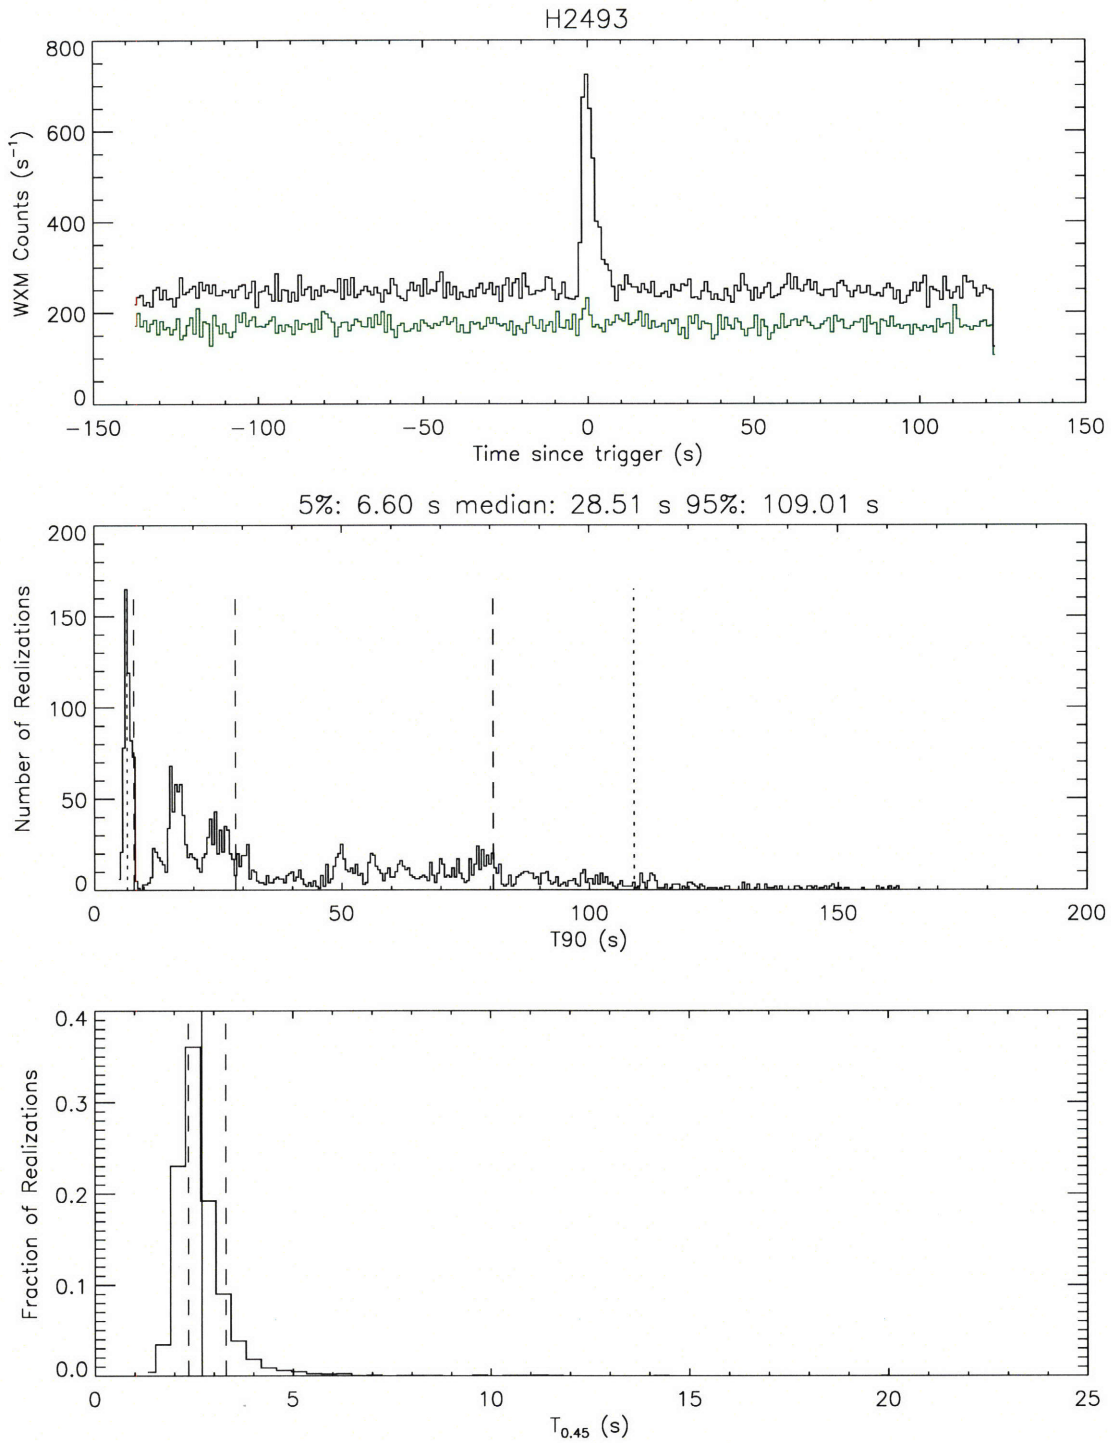 H2493
800
600
400
200
0
WXM Counts (s⁻¹)
−150 −100 −50 0 50 100 150
Time since trigger (s)
5%: 6.60 s median: 28.51 s 95%: 109.01 s
200
150
100
50
0
Number of Realizations
0 50 100 150 200
T90 (s)
0.4
0.3
0.2
0.1
0.0
Fraction of Realizations
0 5 10 15 20 25
T₀.₄₅ (s)